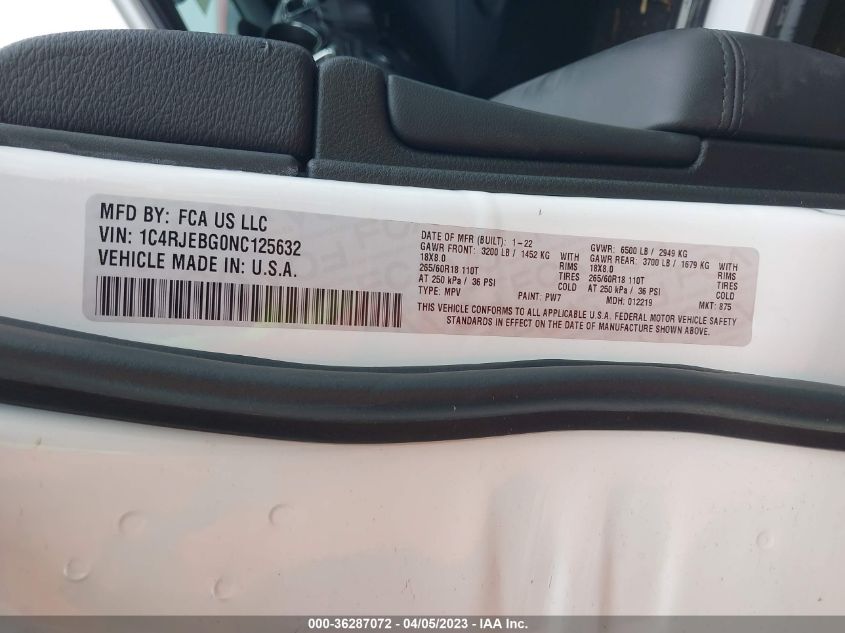 MFD BY: FCA US LLC
VIN: 1C4RJEBG0NC125632
VEHICLE MADE IN: U.S.A.
DATE OF MFR (BUILT): 1-22 GVWR: 6500 LB / 2949 KG
GAWR FRONT: 3200 LB / 1452 KG WITH GAWR REAR: 3700 LB / 1679 KG WITH
18X8.0 RIMS 18X8.0 RIMS
265/60R18 110T TIRES 265/60R18 110T TIRES
AT 250 kPa / 36 PSI COLD AT 250 kPa / 36 PSI COLD
TYPE: MPV PAINT: PW7 MDH: 012219 MKT: 875
THIS VEHICLE CONFORMS TO ALL APPLICABLE U.S.A. FEDERAL MOTOR VEHICLE SAFETY
STANDARDS IN EFFECT ON THE DATE OF MANUFACTURE SHOWN ABOVE.
000-36287072 - 04/05/2023 - IAA Inc.